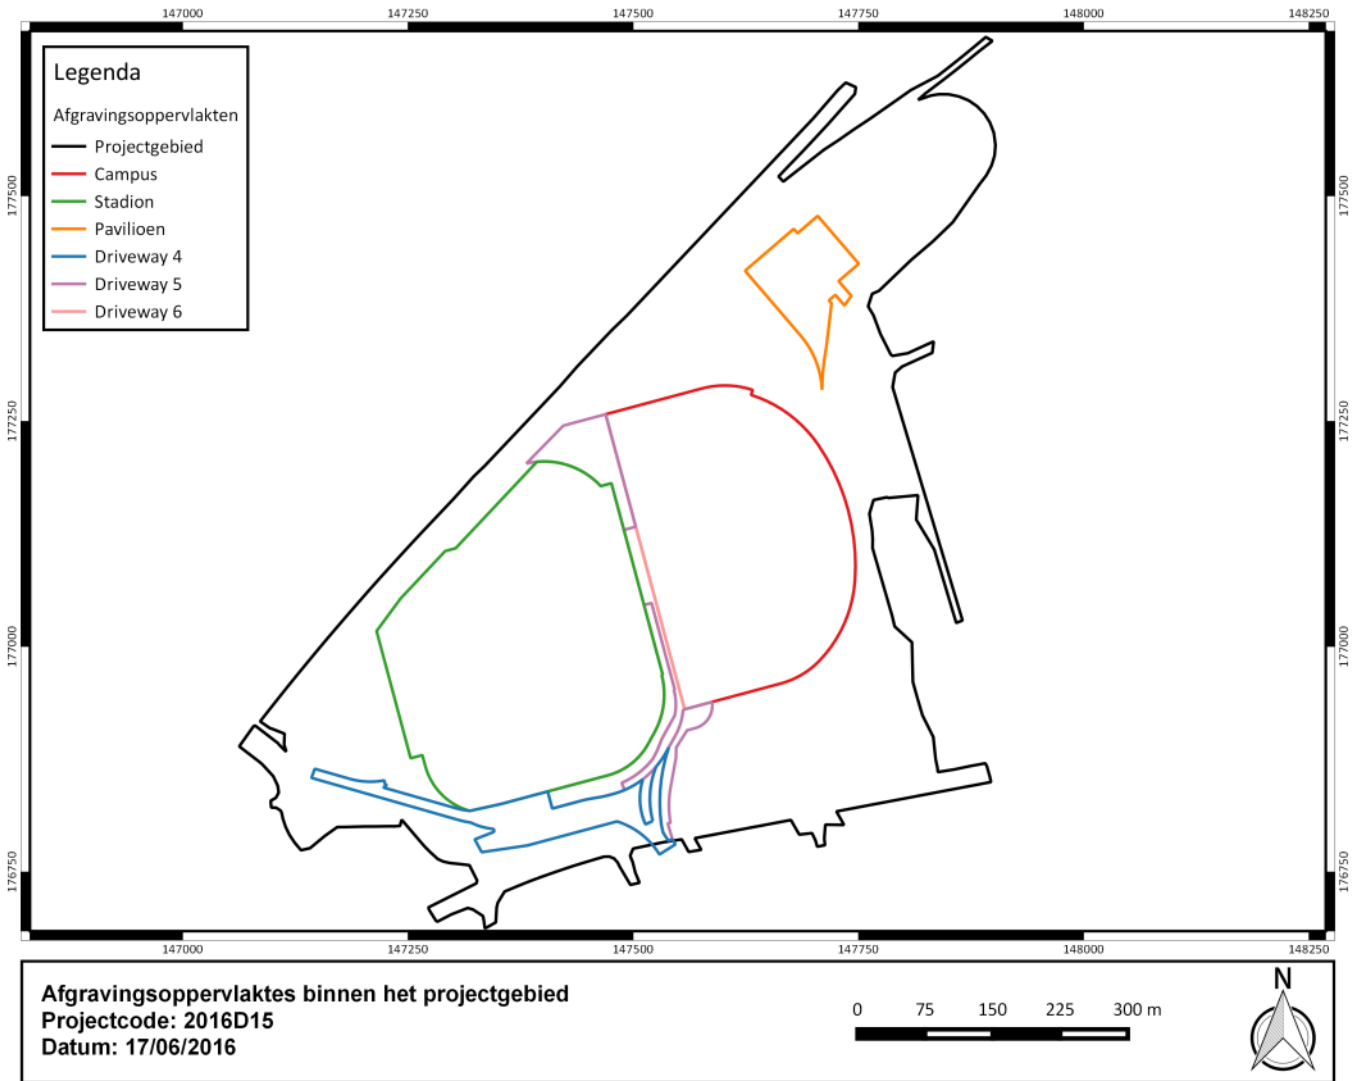 147000 147250 147500 147750 148000 148250
Legenda
Afgravingsoppervlakten
Projectgebied
Campus
Stadion
Pavilioen
Driveway 4
Driveway 5
Driveway 6
177500 177500
177250 177250
177000 177000
176750 176750
147000 147250 147500 147750 148000 148250
Afgravingsoppervlaktes binnen het projectgebied
Projectcode: 2016D15
Datum: 17/06/2016
0 75 150 225 300 m
N